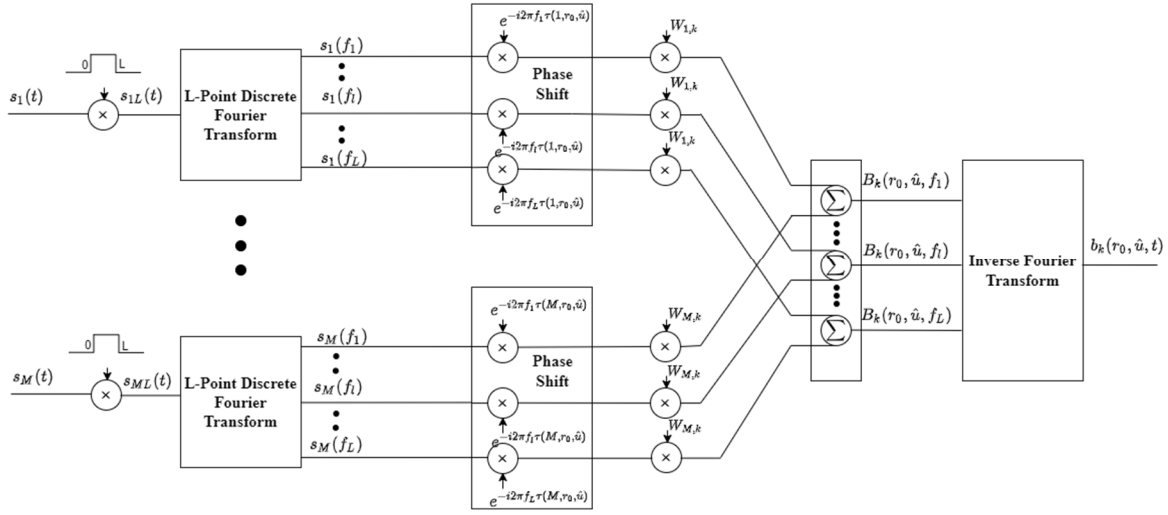 e^{-i2πf_1τ(1,r_0,û)}
W_{1,k}
s_1(f_1)
0 L
Phase
Shift
s_1(t)
s_{1L}(t)
L-Point Discrete
Fourier
Transform
s_1(f_l)
W_{1,k}
e^{-i2πf_lτ(1,r_0,û)}
W_{1,k}
s_1(f_L)
e^{-i2πf_Lτ(1,r_0,û)}
B_k(r_0, û, f_1)
B_k(r_0, û, f_l)
Inverse Fourier
Transform
b_k(r_0, û, t)
B_k(r_0, û, f_L)
e^{-i2πf_1τ(M,r_0,û)}
W_{M,k}
s_M(f_1)
0 L
Phase
Shift
s_M(t)
s_{ML}(t)
L-Point Discrete
Fourier
Transform
s_M(f_l)
W_{M,k}
e^{-i2πf_lτ(M,r_0,û)}
W_{M,k}
s_M(f_L)
e^{-i2πf_Lτ(M,r_0,û)}